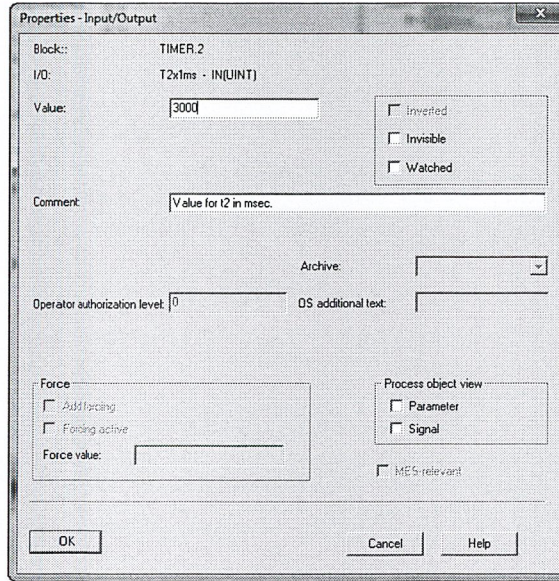 Properties - Input/Output
x
Block:: TIMER.2
I/O: T2x1ms - IN(UINT)
Value: 3000
Inverted
Invisible
Watched
Comment: Value for t2 in msec.
Archive:
Operator authorization level: 0 OS additional text:
Force
Add forcing
Forcing active
Force value:
Process object view
Parameter
Signal
MES-relevant
OK Cancel Help